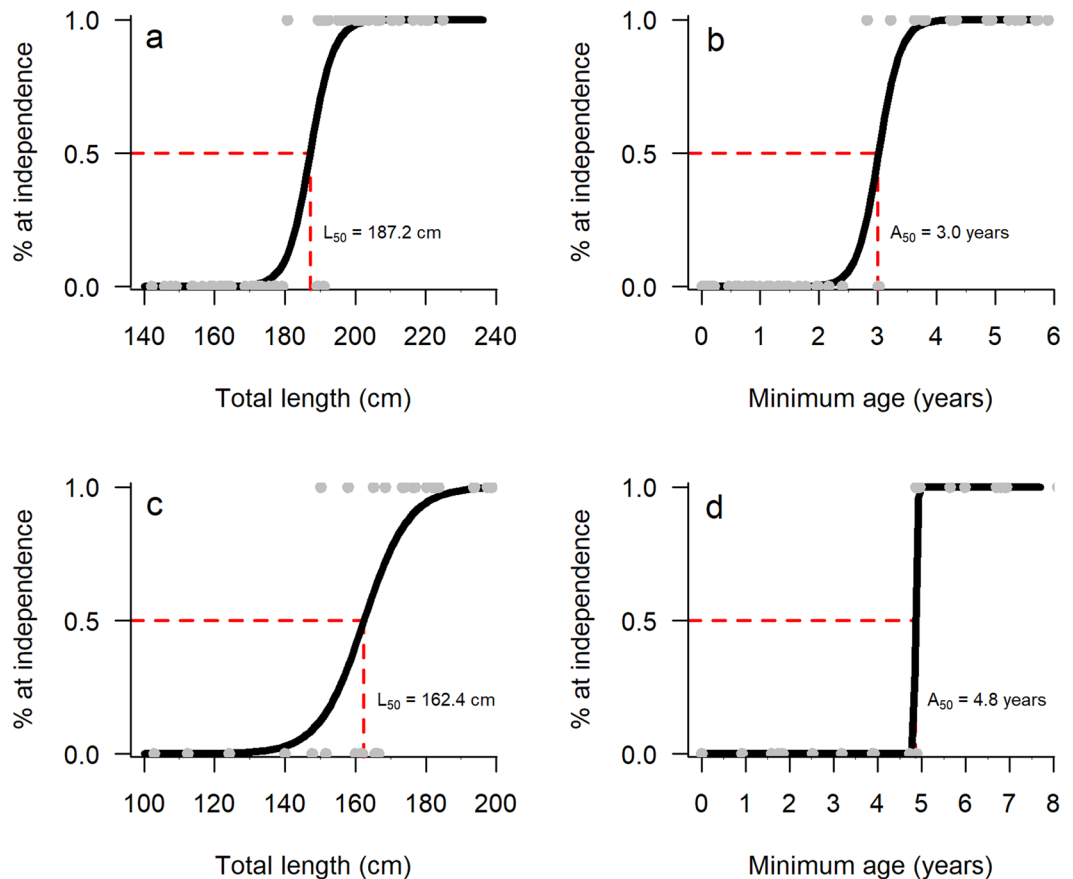 a
% at independence
1.0
0.5
0.0
L50 = 187.2 cm
140 160 180 200 220 240
Total length (cm)
b
% at independence
1.0
0.5
0.0
A50 = 3.0 years
0 1 2 3 4 5 6
Minimum age (years)
c
% at independence
1.0
0.5
0.0
L50 = 162.4 cm
100 120 140 160 180 200
Total length (cm)
d
% at independence
1.0
0.5
0.0
A50 = 4.8 years
0 1 2 3 4 5 6 7 8
Minimum age (years)